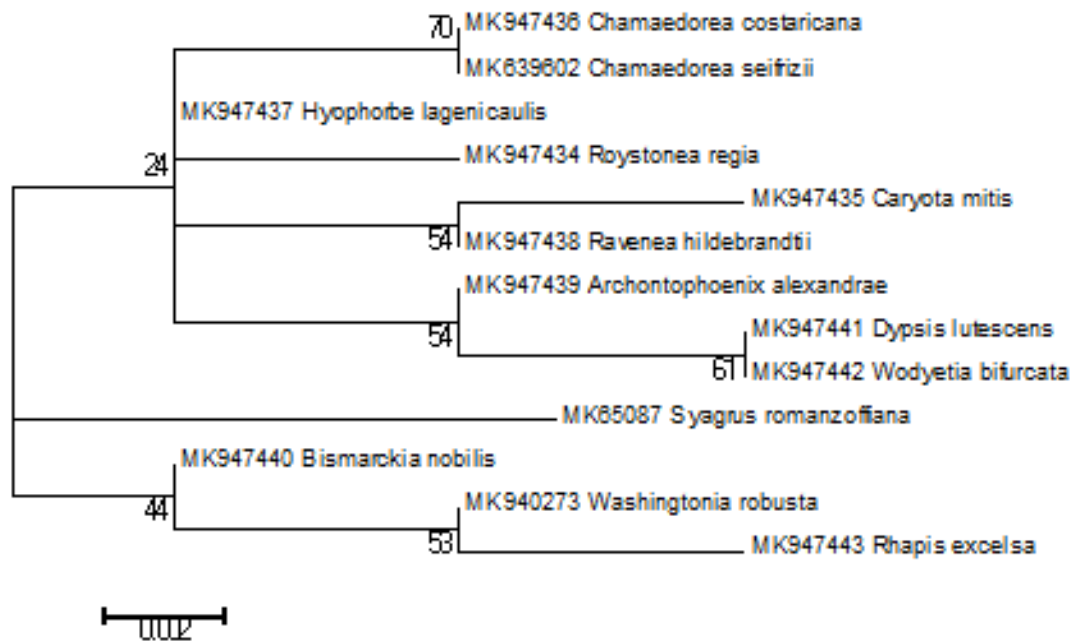 70
MK947436 Chamaedorea costaricana
MK639602 Chamaedorea seifrizii
MK947437 Hyophorbe lagenicaulis
24
MK947434 Roystonea regia
MK947435 Caryota mitis
54
MK947438 Ravenea hildebrandtii
MK947439 Archontophoenix alexandrae
54
MK947441 Dypsis lutescens
61
MK947442 Wodyetia bifurcata
MK65087 Syagrus romanzoffiana
MK947440 Bismarckia nobilis
44
MK940273 Washingtonia robusta
53
MK947443 Rhapis excelsa
0.002